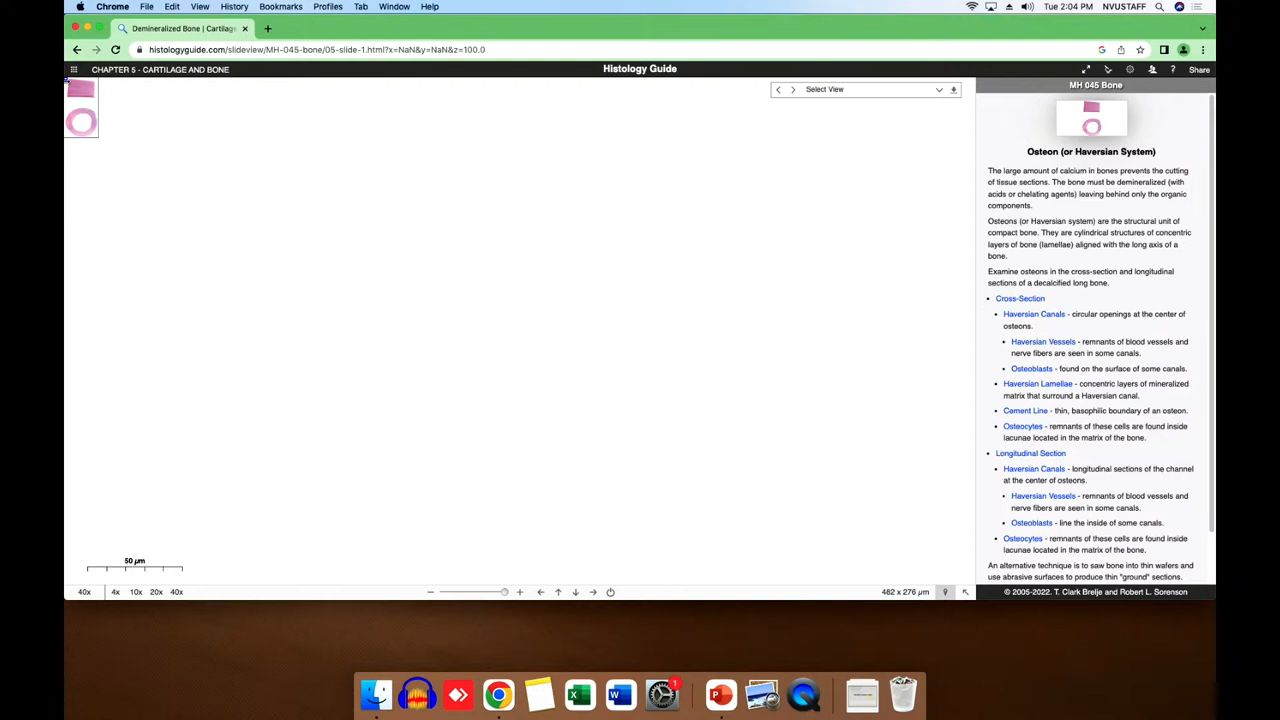 Chrome File Edit View History Bookmarks Profiles Tab Window Help Tue 2:04 PM NVUSTAFF
Demineralized Bone | Cartilag
histologyguide.com/slideview/MH-045-bone/05-slide-1.html?x=NaN&y=NaN&z=100.0
CHAPTER 5 - CARTILAGE AND BONE Histology Guide ? Share
Select View
MH 045 Bone
Osteon (or Haversian System)
The large amount of calcium in bones prevents the cutting
of tissue sections. The bone must be demineralized (with
acids or chelating agents) leaving behind only the organic
components.
Osteons (or Haversian system) are the structural unit of
compact bone. They are cylindrical structures of concentric
layers of bone (lamellae) aligned with the long axis of a
bone.
Examine osteons in the cross-section and longitudinal
sections of a decalcified long bone.
• Cross-Section
• Haversian Canals - circular openings at the center of
osteons.
• Haversian Vessels - remnants of blood vessels and
nerve fibers are seen in some canals.
• Osteoblasts - found on the surface of some canals.
• Haversian Lamellae - concentric layers of mineralized
matrix that surround a Haversian canal.
• Cement Line - thin, basophilic boundary of an osteon.
• Osteocytes - remnants of these cells are found inside
lacunae located in the matrix of the bone.
• Longitudinal Section
• Haversian Canals - longitudinal sections of the channel
at the center of osteons.
• Haversian Vessels - remnants of blood vessels and
nerve fibers are seen in some canals.
• Osteoblasts - line the inside of some canals.
• Osteocytes - remnants of these cells are found inside
lacunae located in the matrix of the bone.
An alternative technique is to saw bone into thin wafers and
use abrasive surfaces to produce thin "ground" sections.
50 µm
40x 4x 10x 20x 40x 482 x 276 µm
© 2005-2022. T. Clark Brelje and Robert L. Sorenson
1